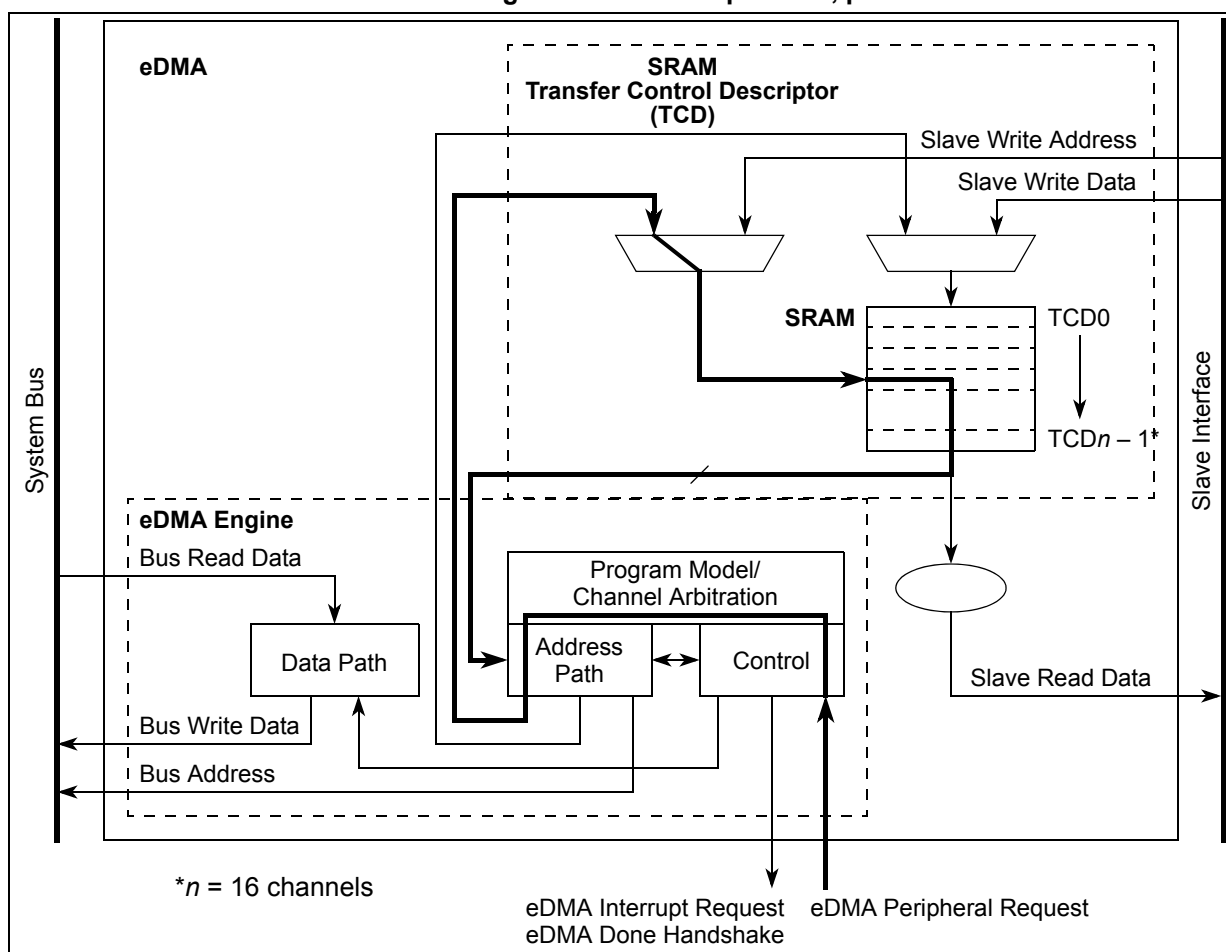 eDMA
SRAM
Transfer Control Descriptor
(TCD)
Slave Write Address
Slave Write Data
SRAM
TCD0
TCDn – 1*
System Bus
Slave Interface
eDMA Engine
Bus Read Data
Program Model/
Channel Arbitration
Data Path
Address
Path
Control
Slave Read Data
Bus Write Data
Bus Address
*n = 16 channels
eDMA Interrupt Request
eDMA Done Handshake
eDMA Peripheral Request